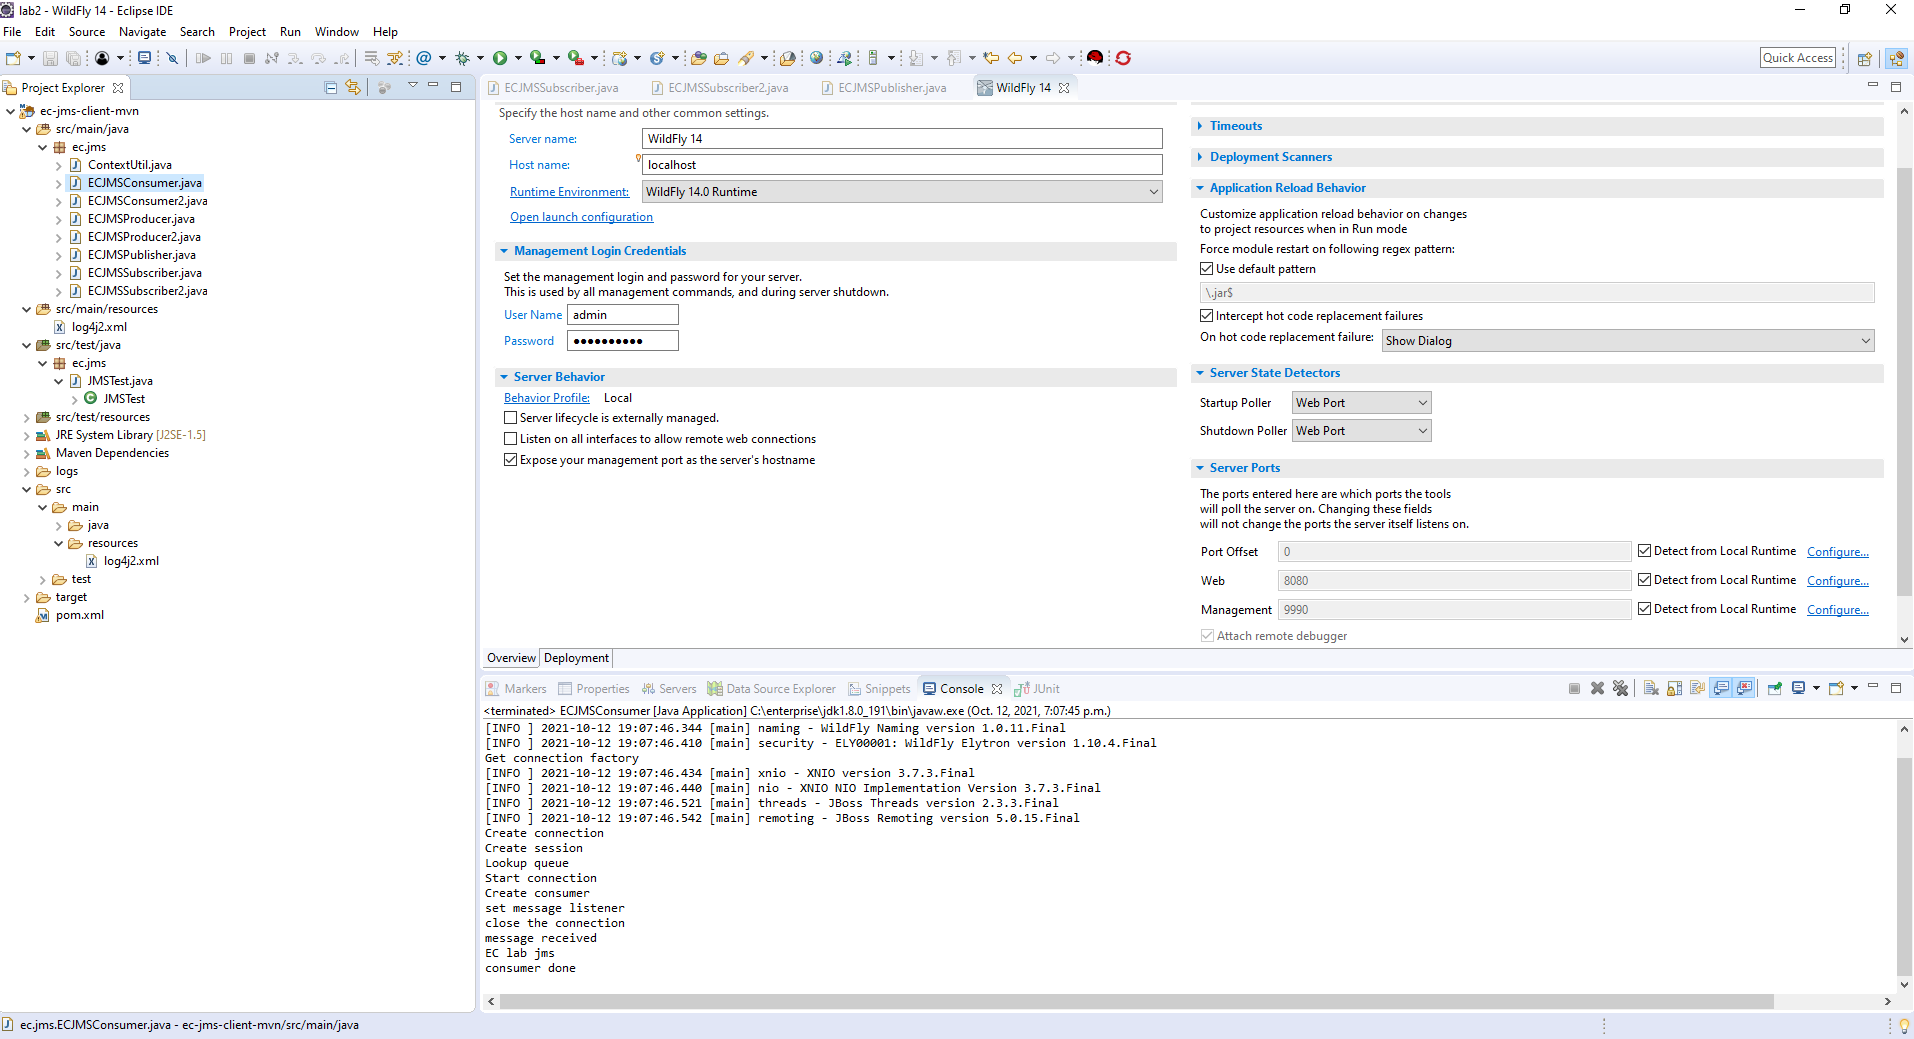 lab2 - WildFly 14 - Eclipse IDE
File Edit Source Navigate Search Project Run Window Help
Quick Access
Project Explorer
ec-jms-client-mvn
src/main/java
ec.jms
ContextUtil.java
ECJMSConsumer.java
ECJMSConsumer2.java
ECJMSProducer.java
ECJMSProducer2.java
ECJMSPublisher.java
ECJMSSubscriber.java
ECJMSSubscriber2.java
src/main/resources
log4j2.xml
src/test/java
ec.jms
JMSTest.java
JMSTest
src/test/resources
JRE System Library [J2SE-1.5]
Maven Dependencies
logs
src
main
java
resources
log4j2.xml
test
target
pom.xml
ECJMSSubscriber.java ECJMSSubscriber2.java ECJMSPublisher.java WildFly 14
Specify the host name and other common settings.
Server name: WildFly 14
Host name: localhost
Runtime Environment: WildFly 14.0 Runtime
Open launch configuration
Management Login Credentials
Set the management login and password for your server.
This is used by all management commands, and during server shutdown.
User Name admin
Password ●●●●●●●●●●
Server Behavior
Behavior Profile: Local
Server lifecycle is externally managed.
Listen on all interfaces to allow remote web connections
Expose your management port as the server's hostname
Timeouts
Deployment Scanners
Application Reload Behavior
Customize application reload behavior on changes
to project resources when in Run mode
Force module restart on following regex pattern:
Use default pattern
\.jar$
Intercept hot code replacement failures
On hot code replacement failure: Show Dialog
Server State Detectors
Startup Poller Web Port
Shutdown Poller Web Port
Server Ports
The ports entered here are which ports the tools
will poll the server on. Changing these fields
will not change the ports the server itself listens on.
Port Offset 0 Detect from Local Runtime Configure...
Web 8080 Detect from Local Runtime Configure...
Management 9990 Detect from Local Runtime Configure...
Attach remote debugger
Overview Deployment
Markers Properties Servers Data Source Explorer Snippets Console JUnit
<terminated> ECJMSConsumer [Java Application] C:\enterprise\jdk1.8.0_191\bin\javaw.exe (Oct. 12, 2021, 7:07:45 p.m.)
[INFO ] 2021-10-12 19:07:46.344 [main] naming - WildFly Naming version 1.0.11.Final
[INFO ] 2021-10-12 19:07:46.410 [main] security - ELY00001: WildFly Elytron version 1.10.4.Final
Get connection factory
[INFO ] 2021-10-12 19:07:46.434 [main] xnio - XNIO version 3.7.3.Final
[INFO ] 2021-10-12 19:07:46.440 [main] nio - XNIO NIO Implementation Version 3.7.3.Final
[INFO ] 2021-10-12 19:07:46.521 [main] threads - JBoss Threads version 2.3.3.Final
[INFO ] 2021-10-12 19:07:46.542 [main] remoting - JBoss Remoting version 5.0.15.Final
Create connection
Create session
Lookup queue
Start connection
Create consumer
set message listener
close the connection
message received
EC lab jms
consumer done
ec.jms.ECJMSConsumer.java - ec-jms-client-mvn/src/main/java